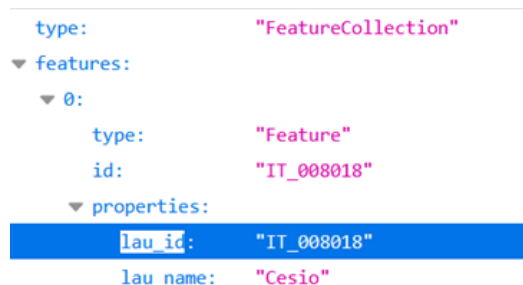 type: "FeatureCollection"
features:
0:
type: "Feature"
id: "IT_008018"
properties:
lau_id: "IT_008018"
lau name: "Cesio"